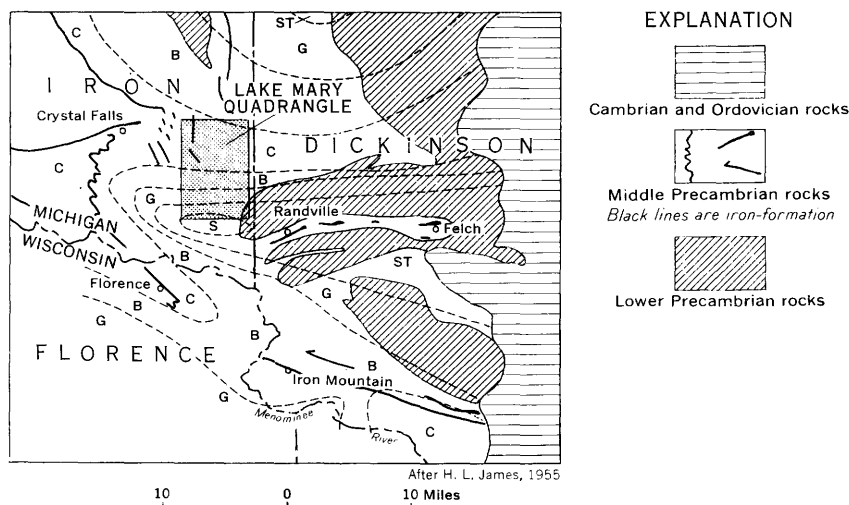 ST
B
G
C
I R O N
LAKE MARY
QUADRANGLE
Crystal Falls
D I C K I N S O N
C
C
B
G
Randville
S
Felch
MICHIGAN
WISCONSIN
B
ST
Florence
C
G
B
G
B
F L O R E N C E
B
Iron Mountain
G
Menominee
River
C
After H. L. James, 1955
10 0 10 Miles
EXPLANATION
Cambrian and Ordovician rocks
Middle Precambrian rocks
Black lines are iron-formation
Lower Precambrian rocks